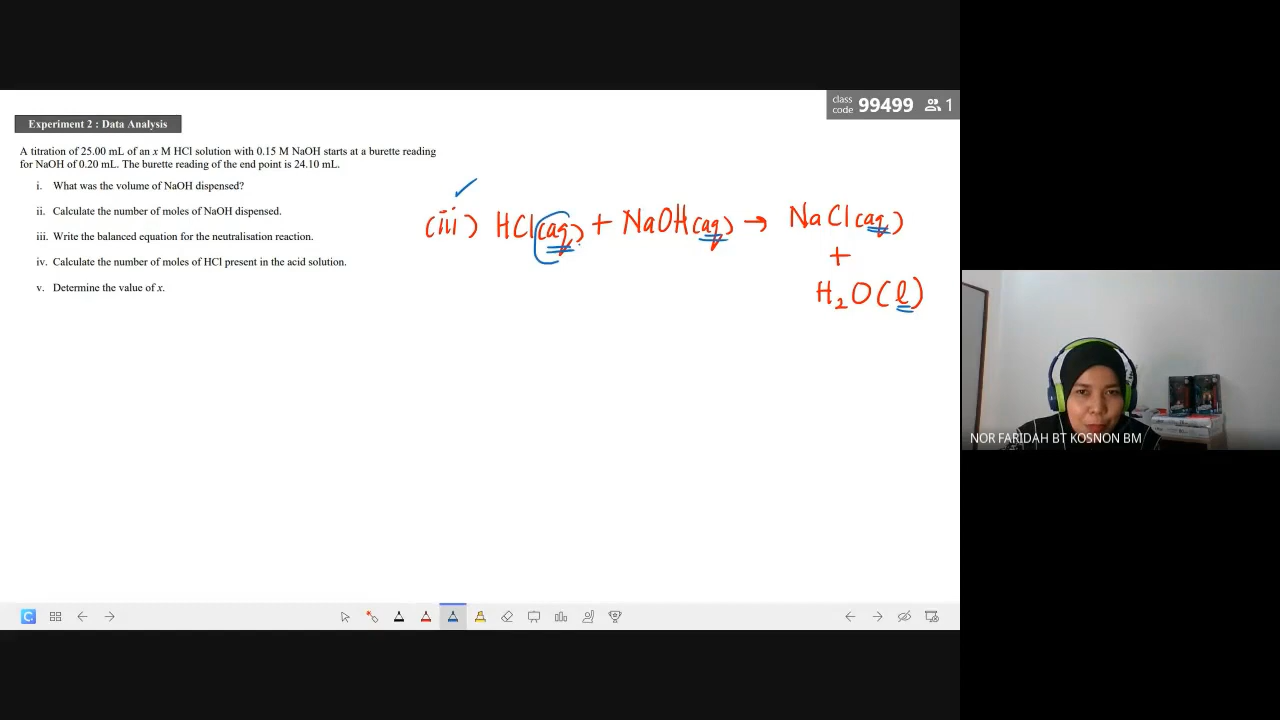 class code 99499 1
Experiment 2 : Data Analysis
A titration of 25.00 mL of an x M HCl solution with 0.15 M NaOH starts at a burette reading
for NaOH of 0.20 mL. The burette reading of the end point is 24.10 mL.
i. What was the volume of NaOH dispensed?
ii. Calculate the number of moles of NaOH dispensed.
iii. Write the balanced equation for the neutralisation reaction.
iv. Calculate the number of moles of HCl present in the acid solution.
v. Determine the value of x.
(iii) HCl(aq) + NaOH(aq) → NaCl(aq)
+
H₂O(l)
NOR FARIDAH BT KOSNON BM
C